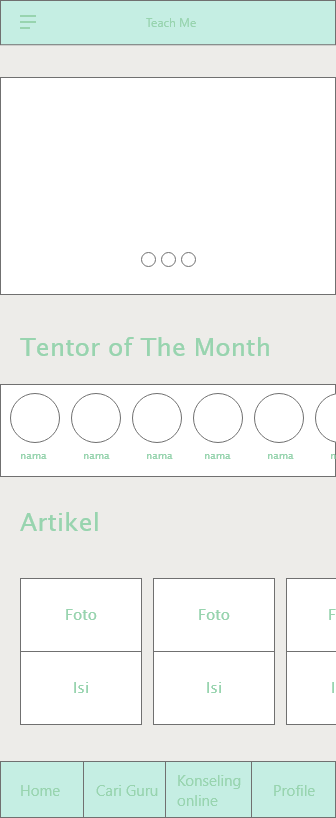 Teach Me
Tentor of The Month
nama nama nama nama nama
Artikel
Foto Foto
Isi Isi
Home Cari Guru Konseling online Profile